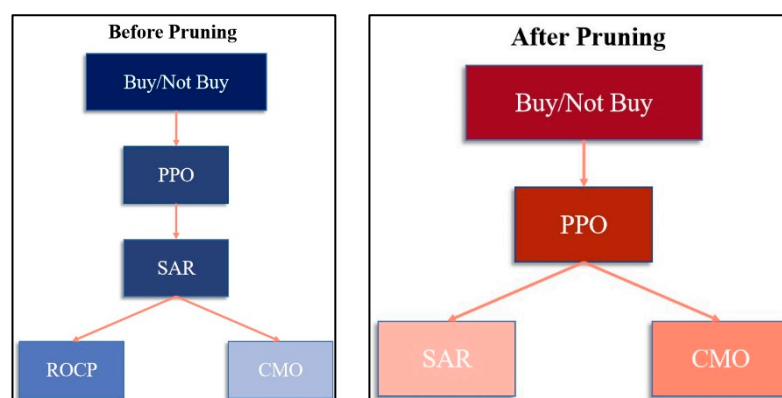 Before Pruning
Buy/Not Buy
PPO
SAR
ROCP
CMO
After Pruning
Buy/Not Buy
PPO
SAR
CMO